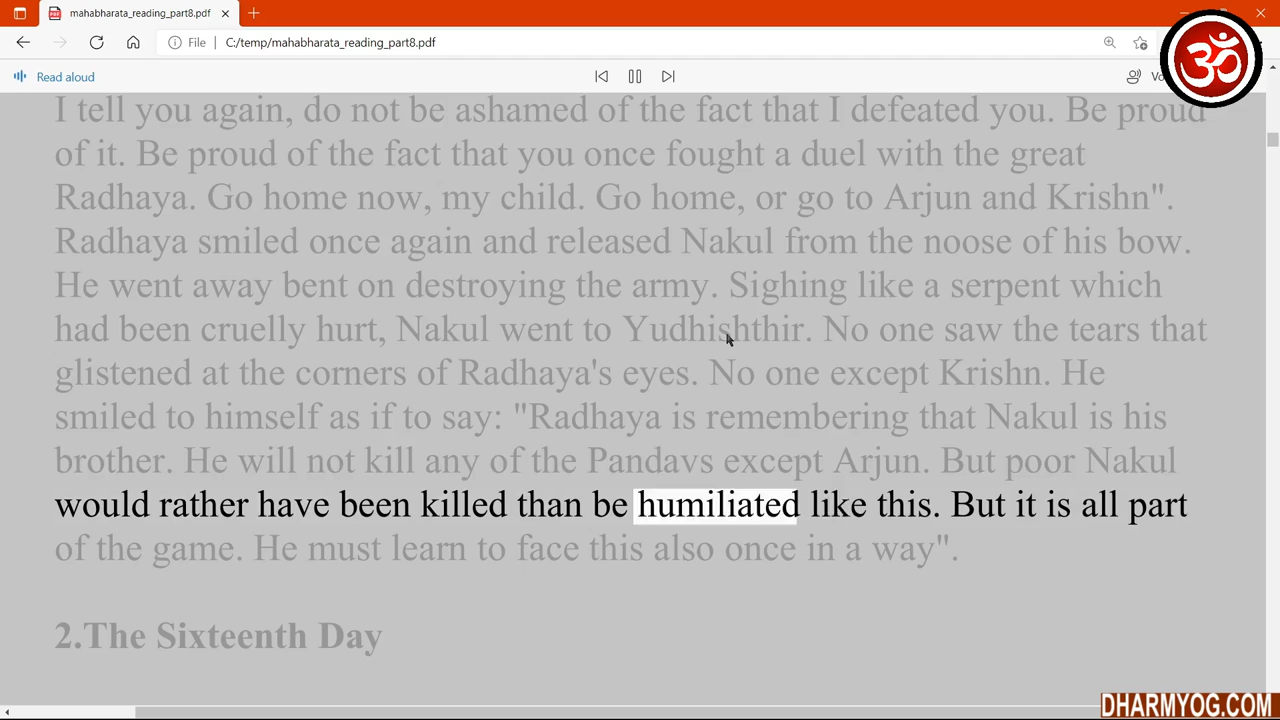 mahabharata_reading_part8.pdf
File
C:/temp/mahabharata_reading_part8.pdf
Read aloud
I tell you again, do not be ashamed of the fact that I defeated you. Be proud
of it. Be proud of the fact that you once fought a duel with the great
Radhaya. Go home now, my child. Go home, or go to Arjun and Krishn".
Radhaya smiled once again and released Nakul from the noose of his bow.
He went away bent on destroying the army. Sighing like a serpent which
had been cruelly hurt, Nakul went to Yudhishthir. No one saw the tears that
glistened at the corners of Radhaya's eyes. No one except Krishn. He
smiled to himself as if to say: "Radhaya is remembering that Nakul is his
brother. He will not kill any of the Pandavs except Arjun. But poor Nakul
would rather have been killed than be humiliated like this. But it is all part
of the game. He must learn to face this also once in a way".
2.The Sixteenth Day
ॐ
DHARMYOG.COM